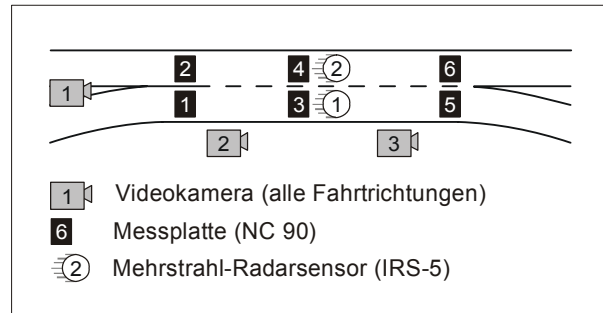 2 4 2 6
1
1 3 1 5
2 3
1 Videokamera (alle Fahrtrichtungen)
6 Messplatte (NC 90)
2 Mehrstrahl-Radarsensor (IRS-5)